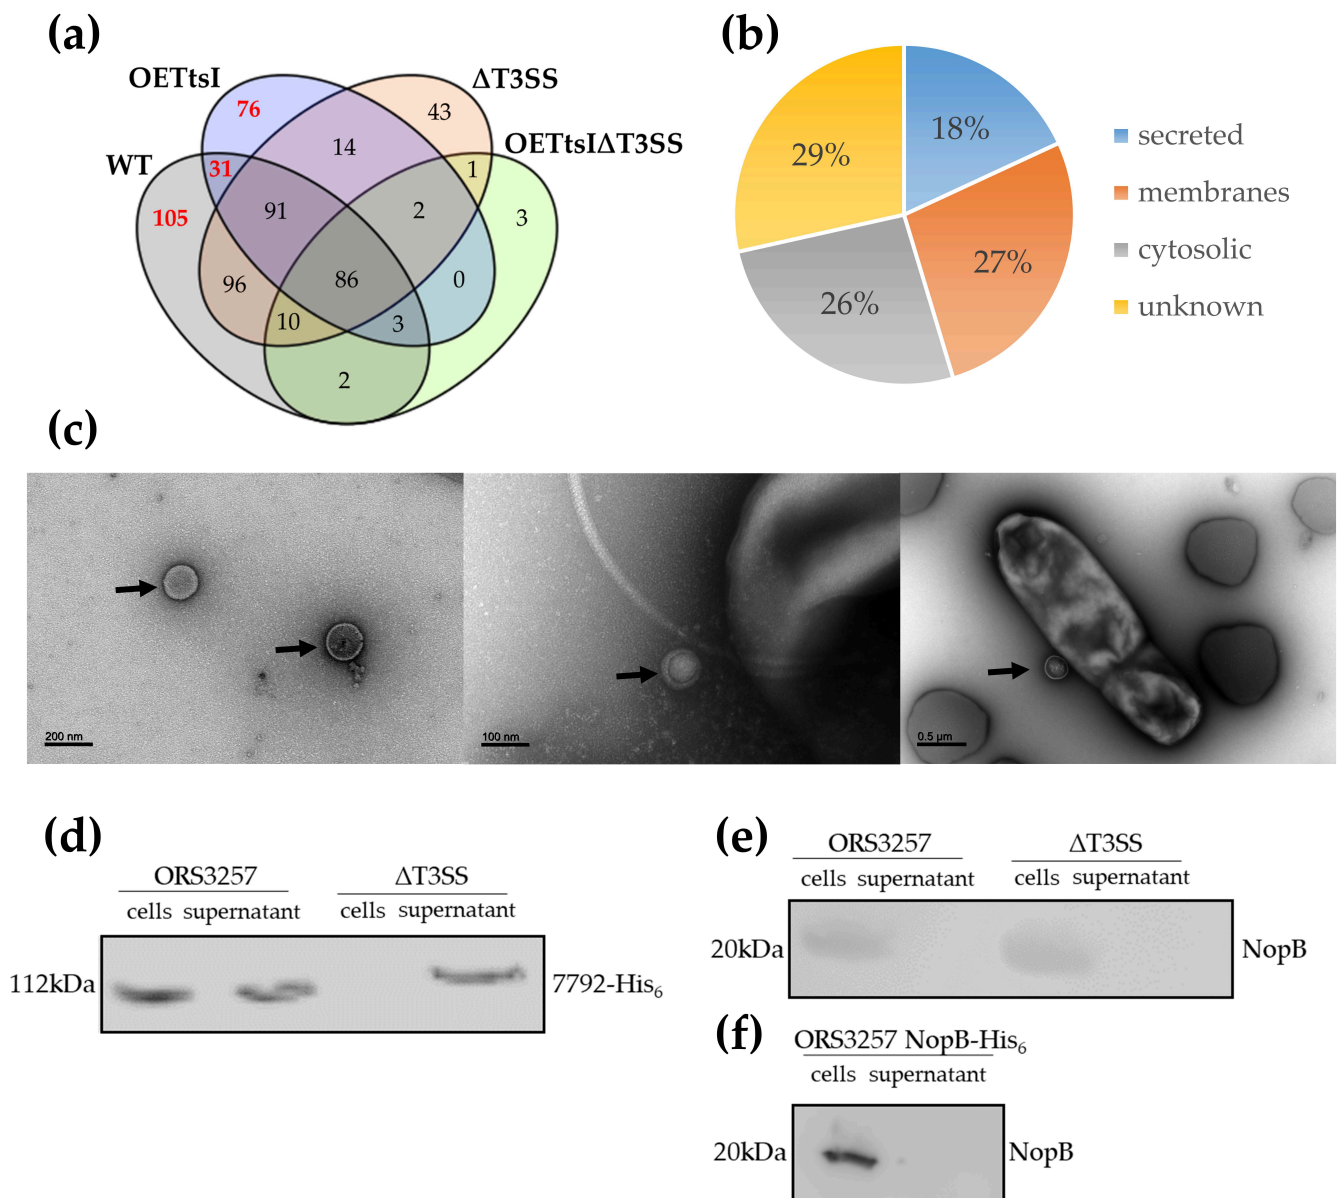 (a)
OETtsI
ΔT3SS
76
43
14
OETtsIΔT3SS
WT
31
1
105
91
2
3
96
86
0
10
3
2
(b)
18%
29%
27%
26%
secreted
membranes
cytosolic
unknown
(c)
200 nm
100 nm
0.5 µm
(d)
ORS3257 ΔT3SS
cells supernatant cells supernatant
112kDa 7792-His₆
(e)
ORS3257 ΔT3SS
cells supernatant cells supernatant
20kDa NopB
(f)
ORS3257 NopB-His₆
cells supernatant
20kDa NopB